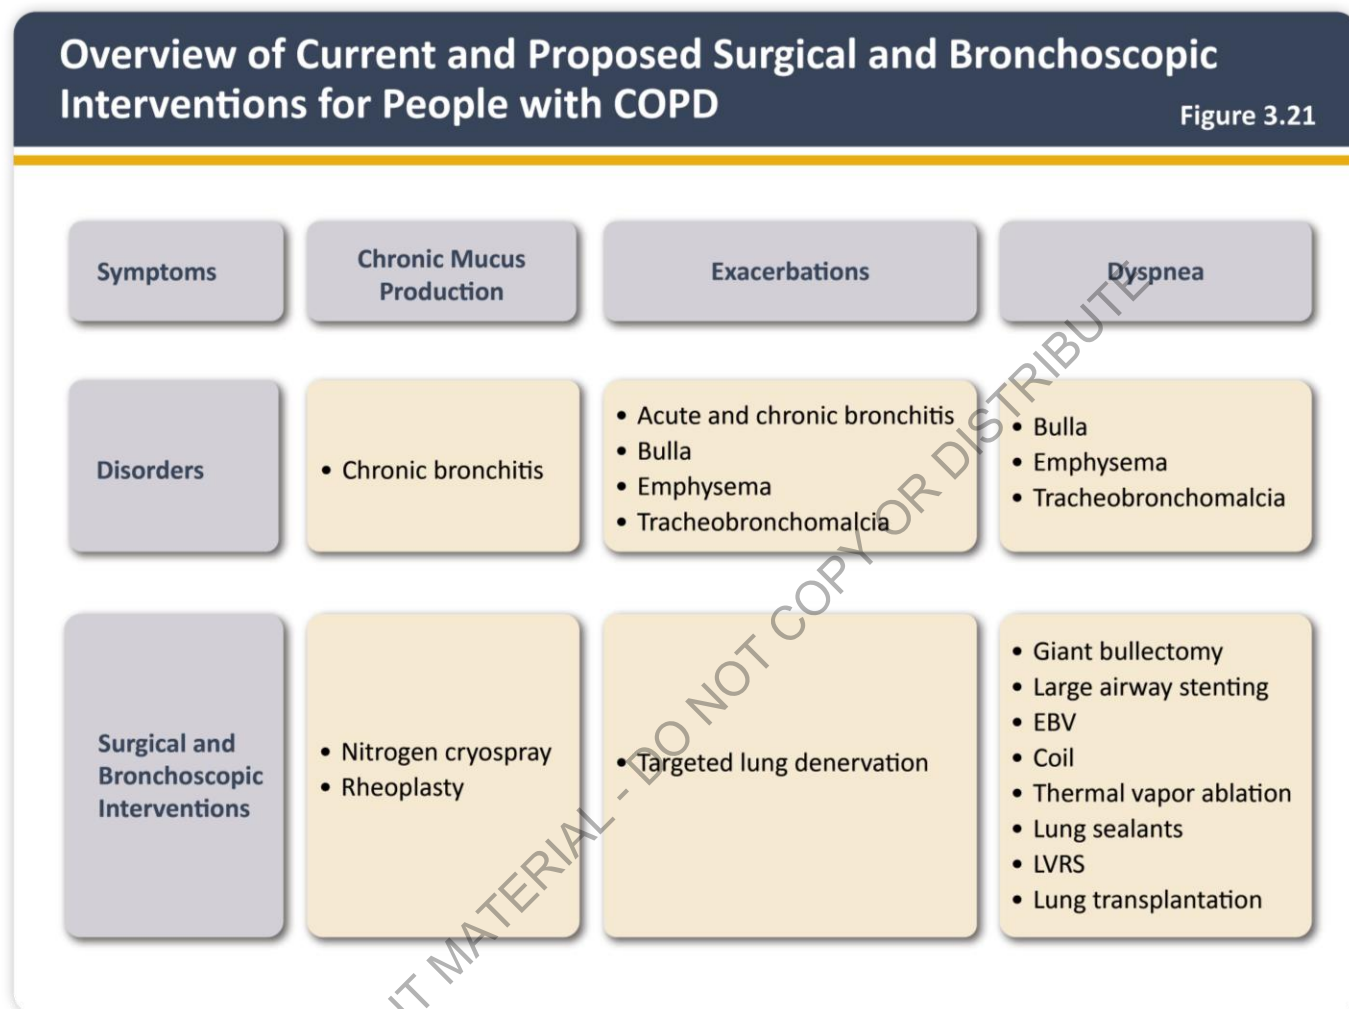 Overview of Current and Proposed Surgical and Bronchoscopic
Interventions for People with COPD
Figure 3.21
Symptoms
Chronic Mucus
Production
Exacerbations
Dyspnea
Disorders
• Chronic bronchitis
• Acute and chronic bronchitis
• Bulla
• Emphysema
• Tracheobronchomalcia
• Bulla
• Emphysema
• Tracheobronchomalcia
Surgical and
Bronchoscopic
Interventions
• Nitrogen cryospray
• Rheoplasty
• Targeted lung denervation
• Giant bullectomy
• Large airway stenting
• EBV
• Coil
• Thermal vapor ablation
• Lung sealants
• LVRS
• Lung transplantation
MATERIAL - DO NOT COPY OR DISTRIBUTE